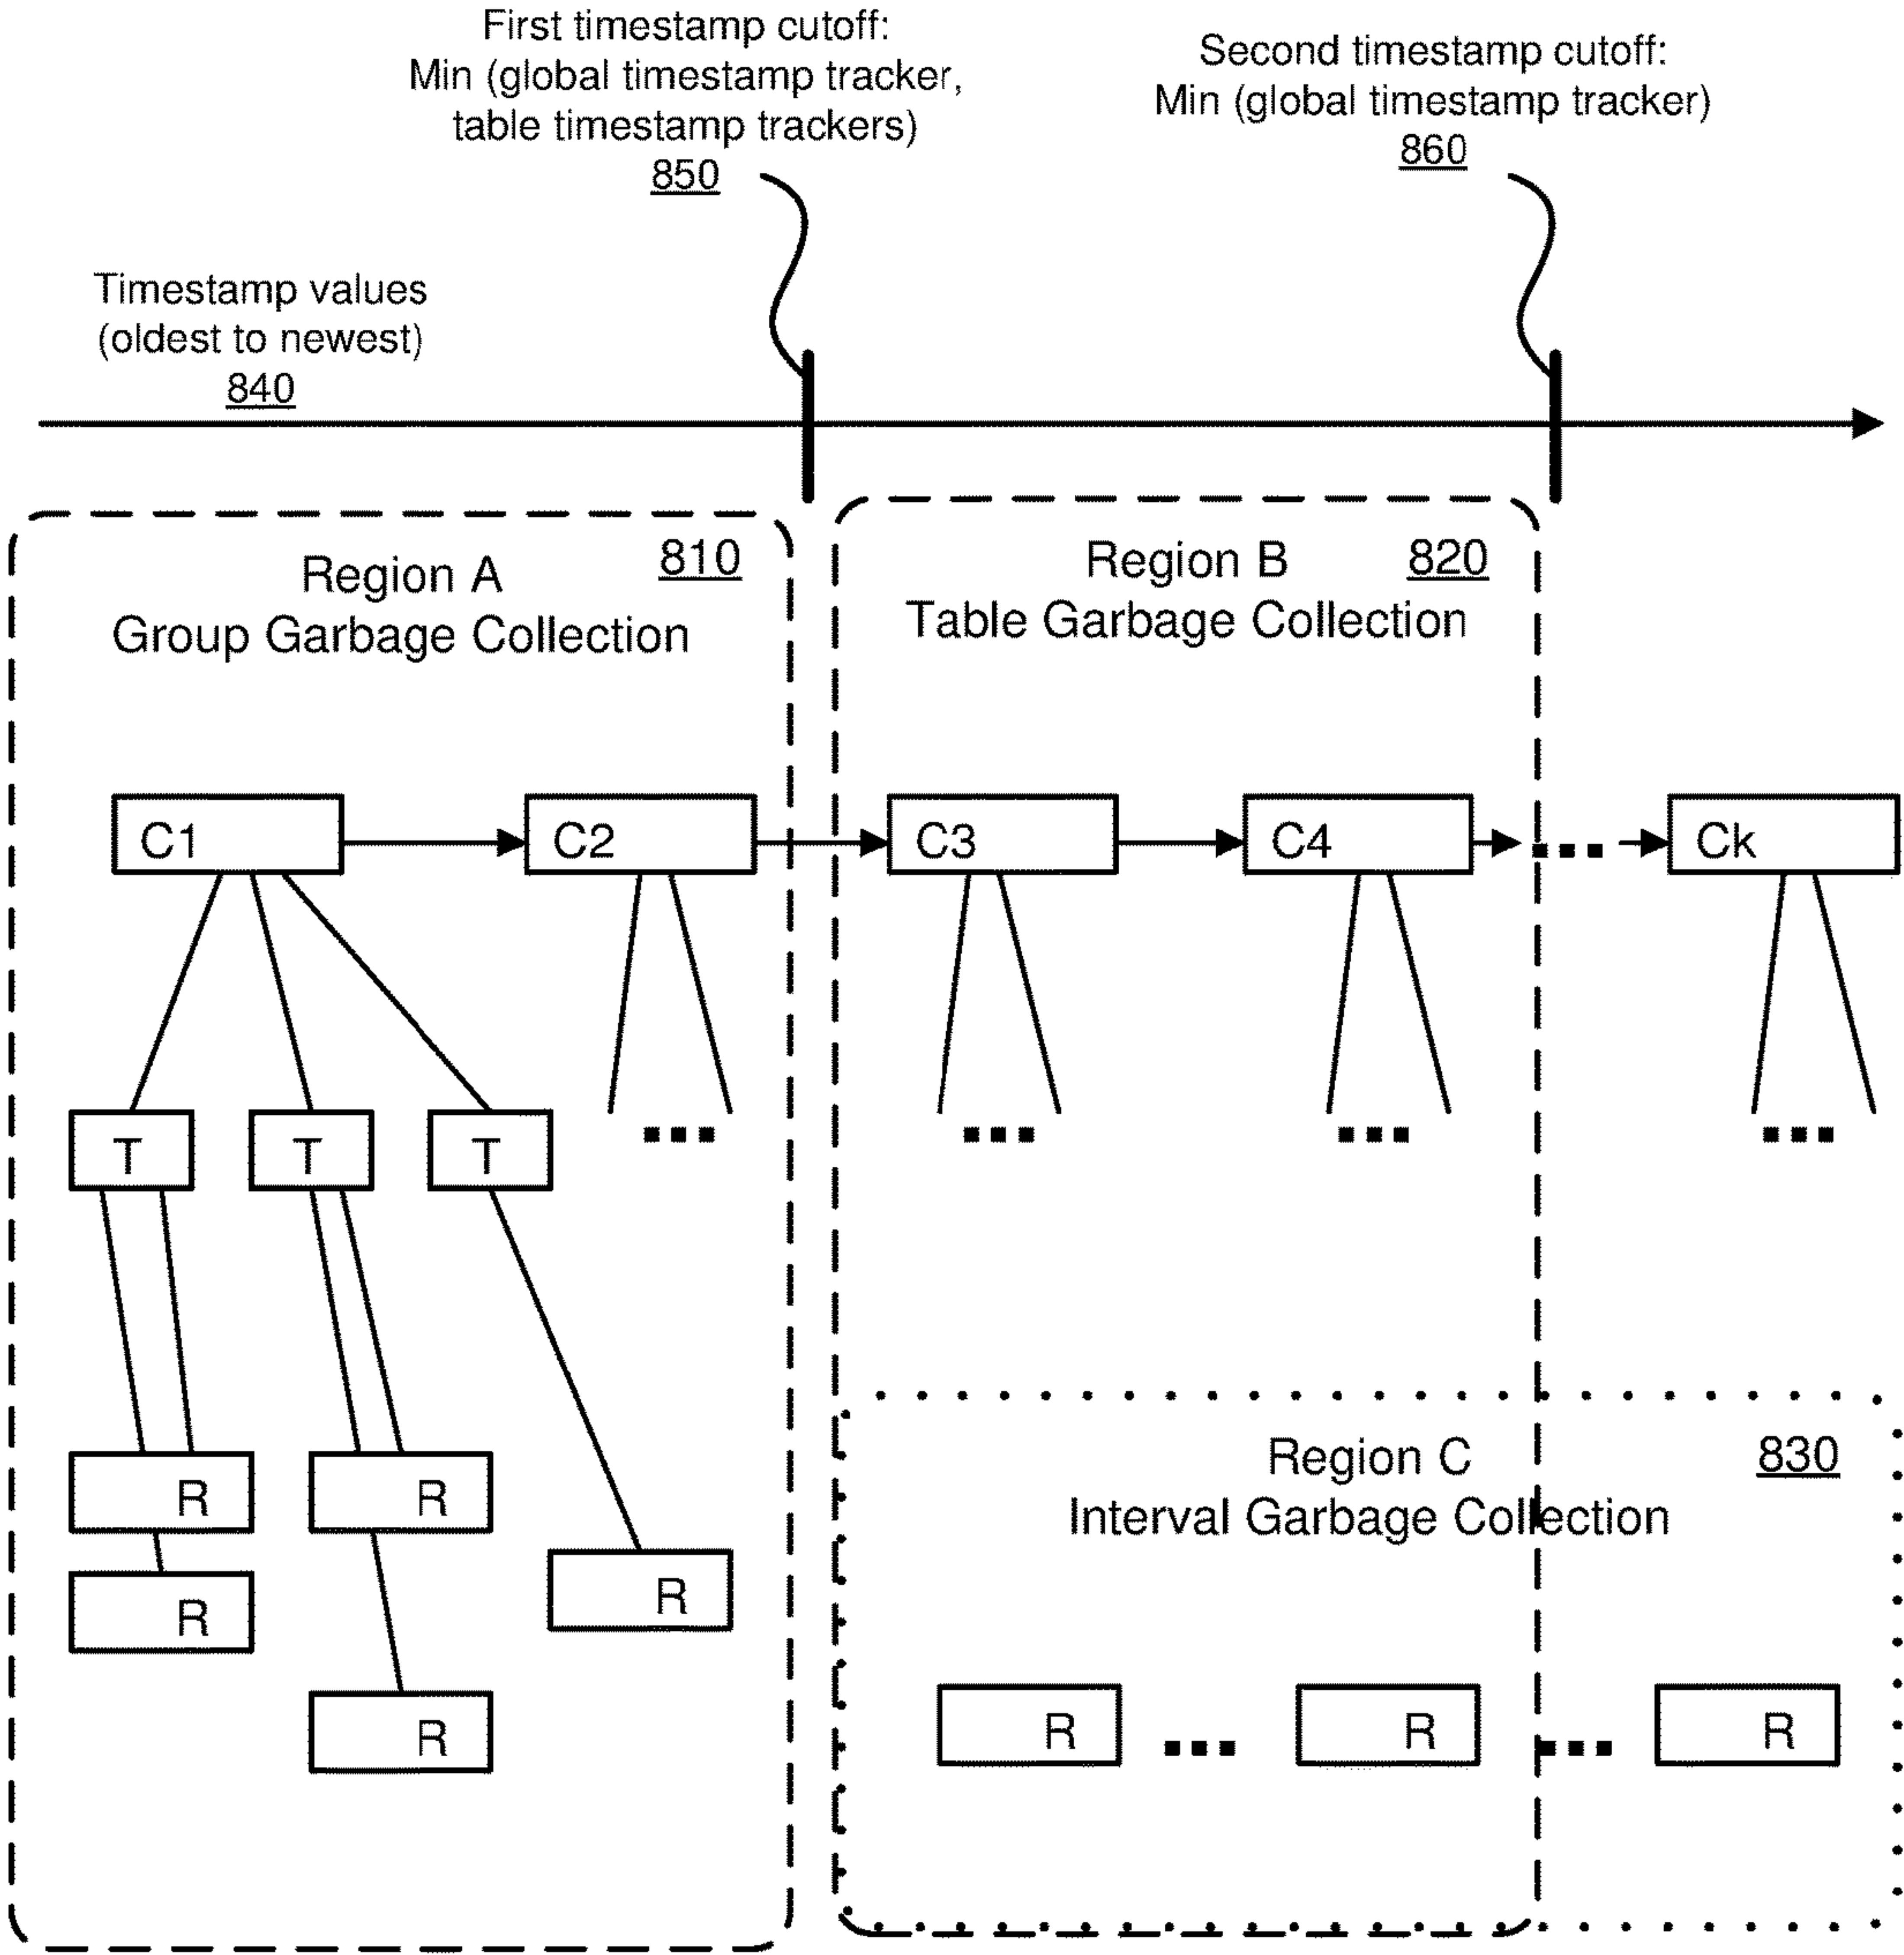 First timestamp cutoff:
Min (global timestamp tracker,
table timestamp trackers)
850
Second timestamp cutoff:
Min (global timestamp tracker)
860
Timestamp values
(oldest to newest)
840
Region A 810
Group Garbage Collection
Region B 820
Table Garbage Collection
C1 C2 C3 C4 ... Ck
... ... ... ...
T T T
Region C 830
Interval Garbage Collection
R R
R
R
R ... R ... R
R